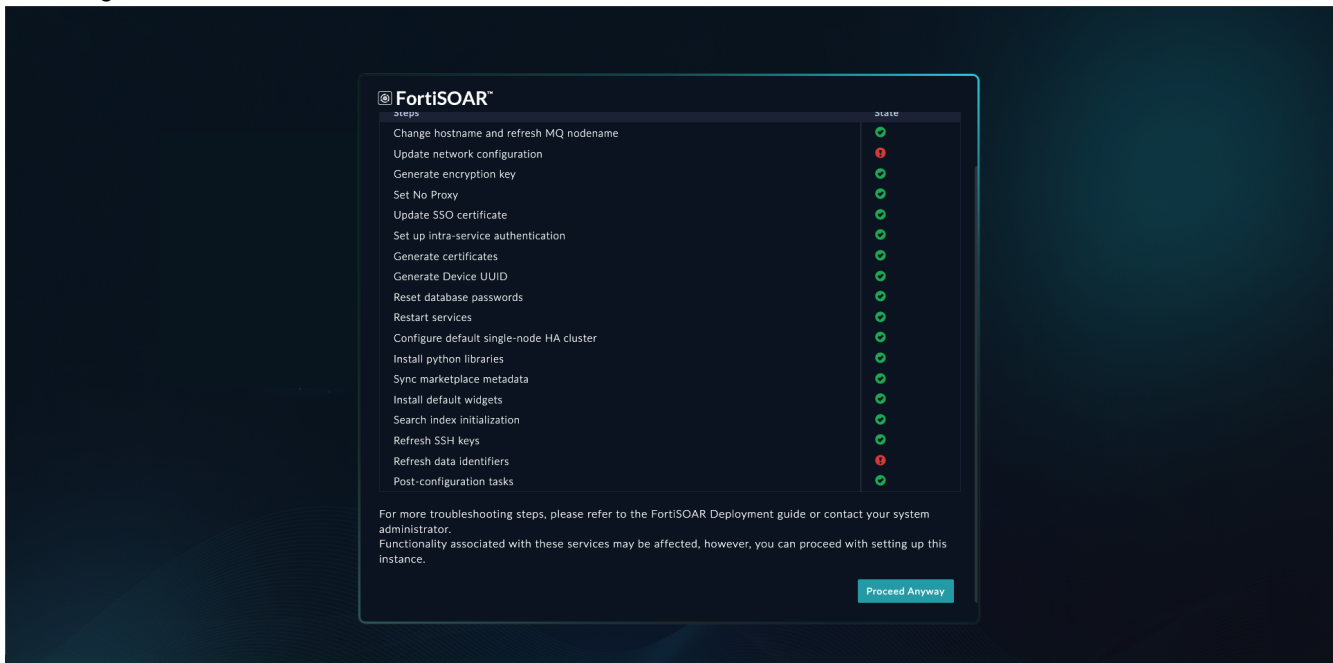 FortiSOAR™
Steps State
Change hostname and refresh MQ nodename
Update network configuration
Generate encryption key
Set No Proxy
Update SSO certificate
Set up intra-service authentication
Generate certificates
Generate Device UUID
Reset database passwords
Restart services
Configure default single-node HA cluster
Install python libraries
Sync marketplace metadata
Install default widgets
Search index initialization
Refresh SSH keys
Refresh data identifiers
Post-configuration tasks
For more troubleshooting steps, please refer to the FortiSOAR Deployment guide or contact your system
administrator.
Functionality associated with these services may be affected, however, you can proceed with setting up this
instance.
Proceed Anyway